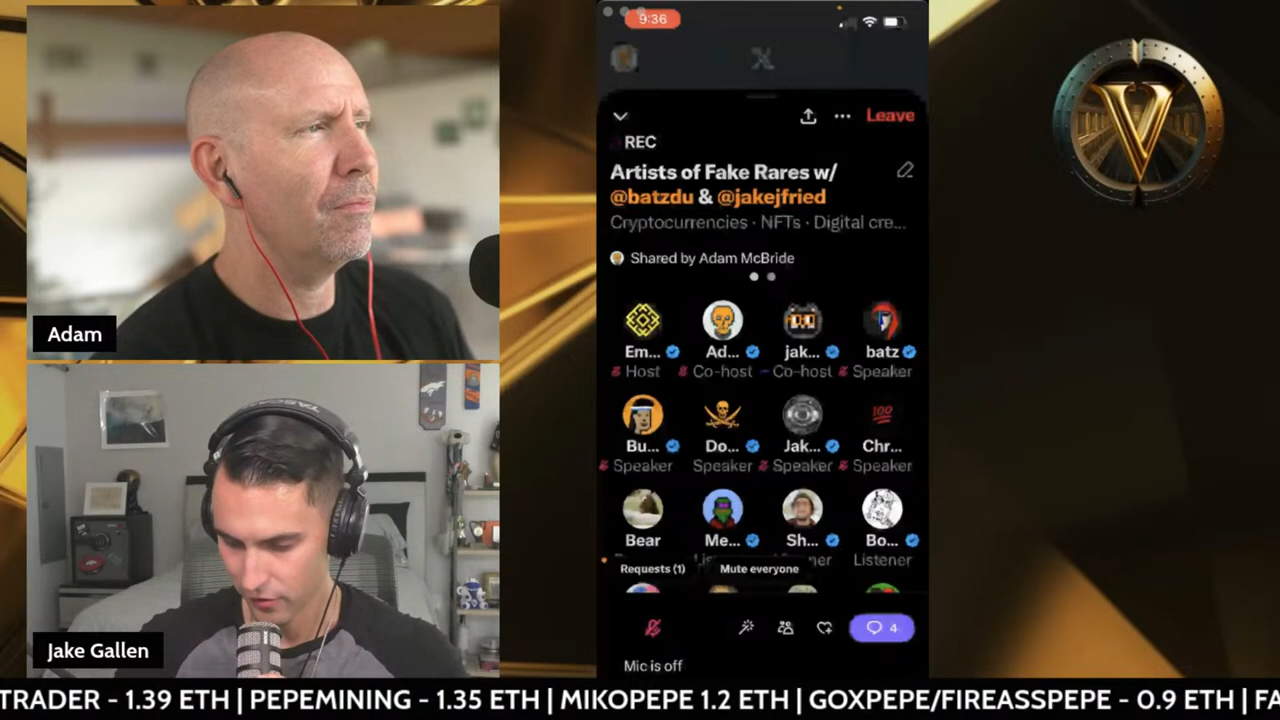 Adam
Jake Gallen
9:36
X
Leave
REC
Artists of Fake Rares w/
@batzdu & @jakejfried
Cryptocurrencies · NFTs · Digital cre...
Shared by Adam McBride
Em... Ad... jak... batz
Host Co-host Co-host Speaker
Bu... Do... Jak... Chr...
Speaker Speaker Speaker Speaker
Bear Me... Sh... Bo...
Listener
Requests (1) Mute everyone
4
Mic is off
V
TRADER - 1.39 ETH | PEPEMINING - 1.35 ETH | MIKOPEPE 1.2 ETH | GOXPEPE/FIREASSPEPE - 0.9 ETH | FA